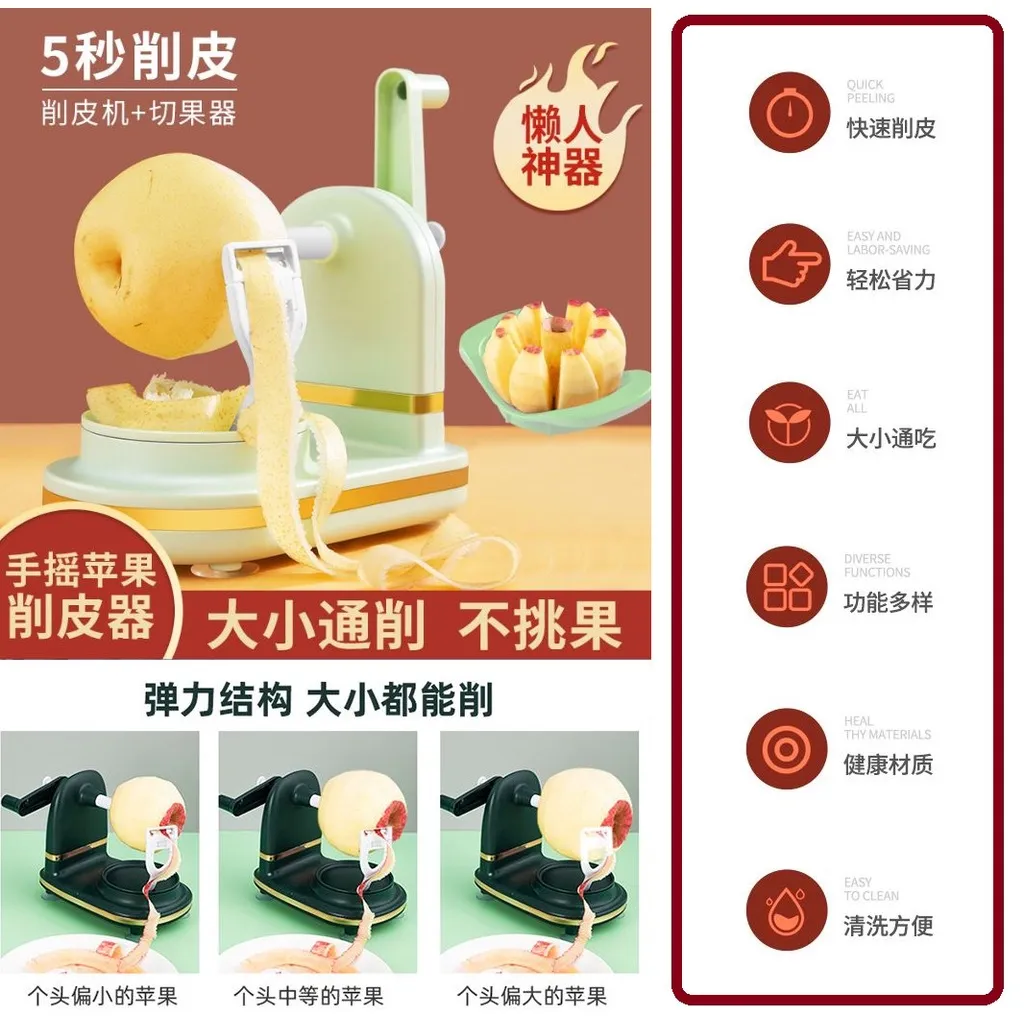 5秒削皮
削皮机+切果器
懒人
神器
手摇苹果
削皮器
大小通削 不挑果
弹力结构 大小都能削
个头偏小的苹果
个头中等的苹果
个头偏大的苹果
QUICK
PEELING
快速削皮
EASY AND
LABOR-SAVING
轻松省力
EAT
ALL
大小通吃
DIVERSE
FUNCTIONS
功能多样
HEAL
THY MATERIALS
健康材质
EASY
TO CLEAN
清洗方便